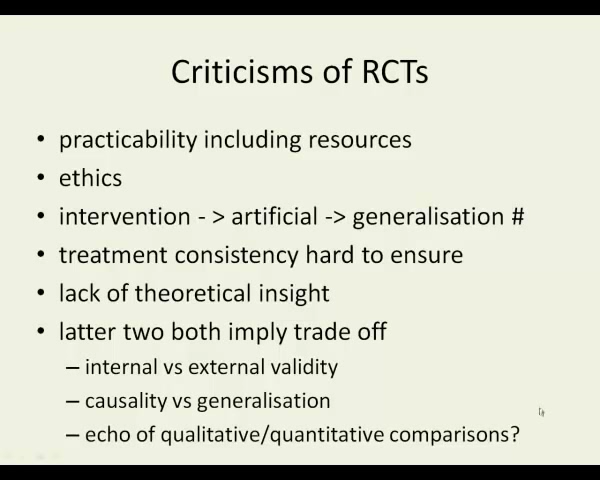 Criticisms of RCTs
• practicability including resources
• ethics
• intervention - > artificial -> generalisation #
• treatment consistency hard to ensure
• lack of theoretical insight
• latter two both imply trade off
– internal vs external validity
– causality vs generalisation
– echo of qualitative/quantitative comparisons?